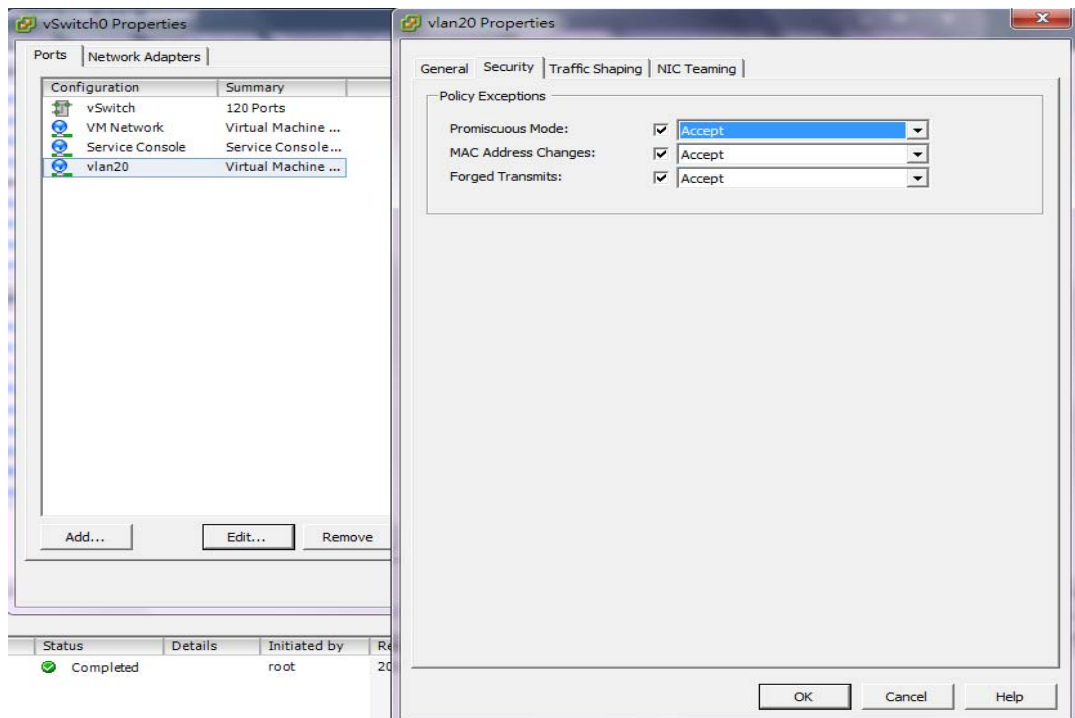 vSwitch0 Properties
Ports Network Adapters
Configuration Summary
vSwitch 120 Ports
VM Network Virtual Machine ...
Service Console Service Console...
vlan20 Virtual Machine ...
Add... Edit... Remove
Status Details Initiated by Re
Completed root 20
vlan20 Properties
General Security Traffic Shaping NIC Teaming
Policy Exceptions
Promiscuous Mode: Accept
MAC Address Changes: Accept
Forged Transmits: Accept
OK Cancel Help